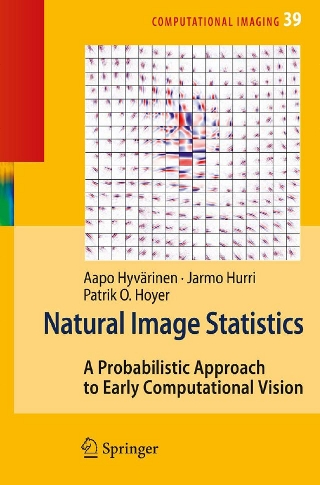 COMPUTATIONAL IMAGING 39
Aapo Hyvärinen · Jarmo Hurri
Patrik O. Hoyer
Natural Image Statistics
A Probabilistic Approach
to Early Computational Vision
Springer